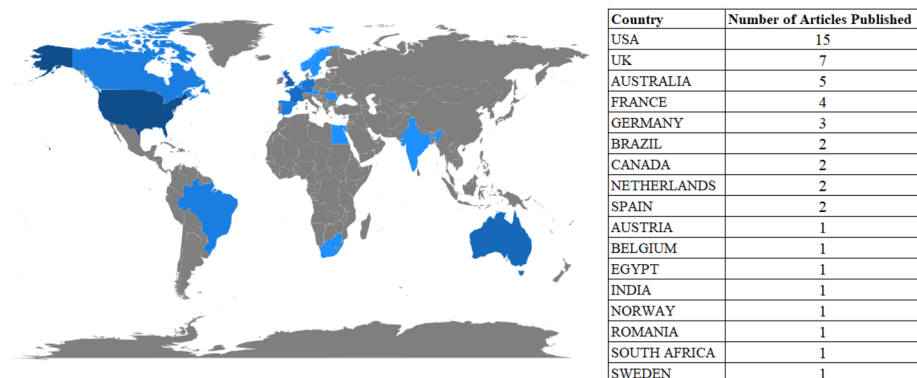 Country Number of Articles Published
USA 15
UK 7
AUSTRALIA 5
FRANCE 4
GERMANY 3
BRAZIL 2
CANADA 2
NETHERLANDS 2
SPAIN 2
AUSTRIA 1
BELGIUM 1
EGYPT 1
INDIA 1
NORWAY 1
ROMANIA 1
SOUTH AFRICA 1
SWEDEN 1